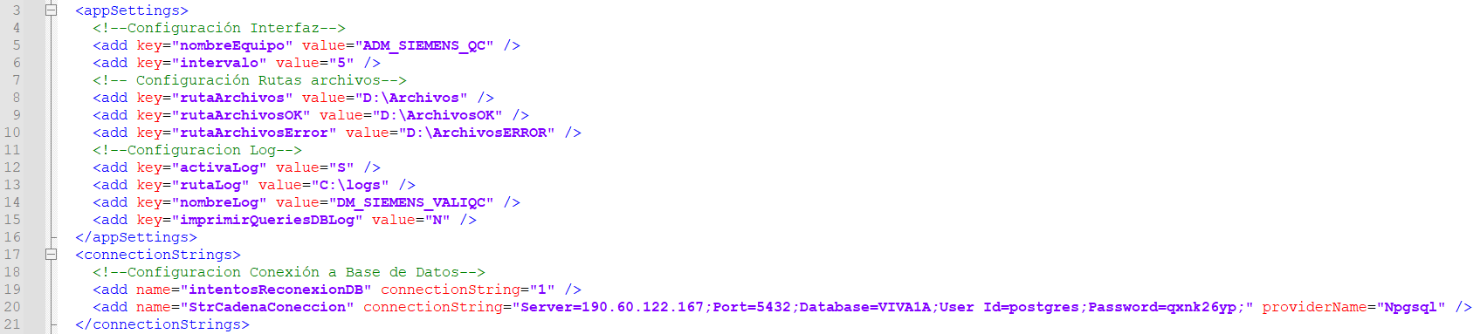 3 <appSettings>
4 <!--Configuración Interfaz-->
5 <add key="nombreEquipo" value="ADM_SIEMENS_QC" />
6 <add key="intervalo" value="5" />
7 <!-- Configuración Rutas archivos-->
8 <add key="rutaArchivos" value="D:\Archivos" />
9 <add key="rutaArchivosOK" value="D:\ArchivosOK" />
10 <add key="rutaArchivosError" value="D:\ArchivosERROR" />
11 <!--Configuracion Log-->
12 <add key="activaLog" value="S" />
13 <add key="rutaLog" value="C:\logs" />
14 <add key="nombreLog" value="DM_SIEMENS_VALIQC" />
15 <add key="imprimirQueriesDBLog" value="N" />
16 </appSettings>
17 <connectionStrings>
18 <!--Configuracion Conexión a Base de Datos-->
19 <add name="intentosReconexionDB" connectionString="1" />
20 <add name="StrCadenaConeccion" connectionString="Server=190.60.122.167;Port=5432;Database=VIVA1A;User Id=postgres;Password=qxnk26yp;" providerName="Npgsql" />
21 </connectionStrings>